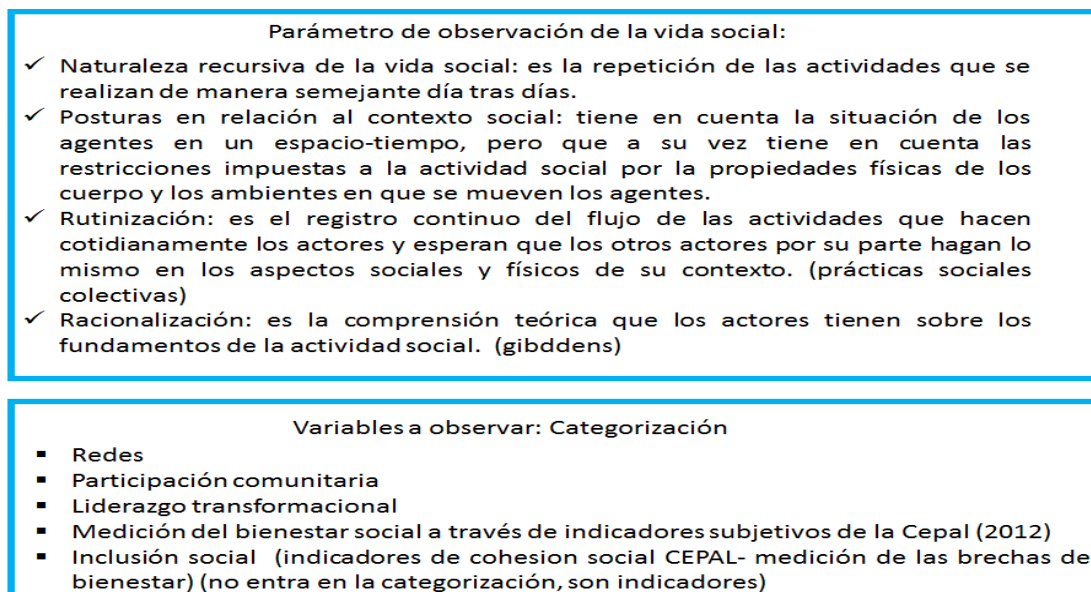 Parámetro de observación de la vida social:
✓ Naturaleza recursiva de la vida social: es la repetición de las actividades que se
realizan de manera semejante día tras días.
✓ Posturas en relación al contexto social: tiene en cuenta la situación de los
agentes en un espacio-tiempo, pero que a su vez tiene en cuenta las
restricciones impuestas a la actividad social por la propiedades físicas de los
cuerpo y los ambientes en que se mueven los agentes.
✓ Rutinización: es el registro continuo del flujo de las actividades que hacen
cotidianamente los actores y esperan que los otros actores por su parte hagan lo
mismo en los aspectos sociales y físicos de su contexto. (prácticas sociales
colectivas)
✓ Racionalización: es la comprensión teórica que los actores tienen sobre los
fundamentos de la actividad social. (gibddens)
Variables a observar: Categorización
▪ Redes
▪ Participación comunitaria
▪ Liderazgo transformacional
▪ Medición del bienestar social a través de indicadores subjetivos de la Cepal (2012)
▪ Inclusión social (indicadores de cohesion social CEPAL- medición de las brechas de
bienestar) (no entra en la categorización, son indicadores)